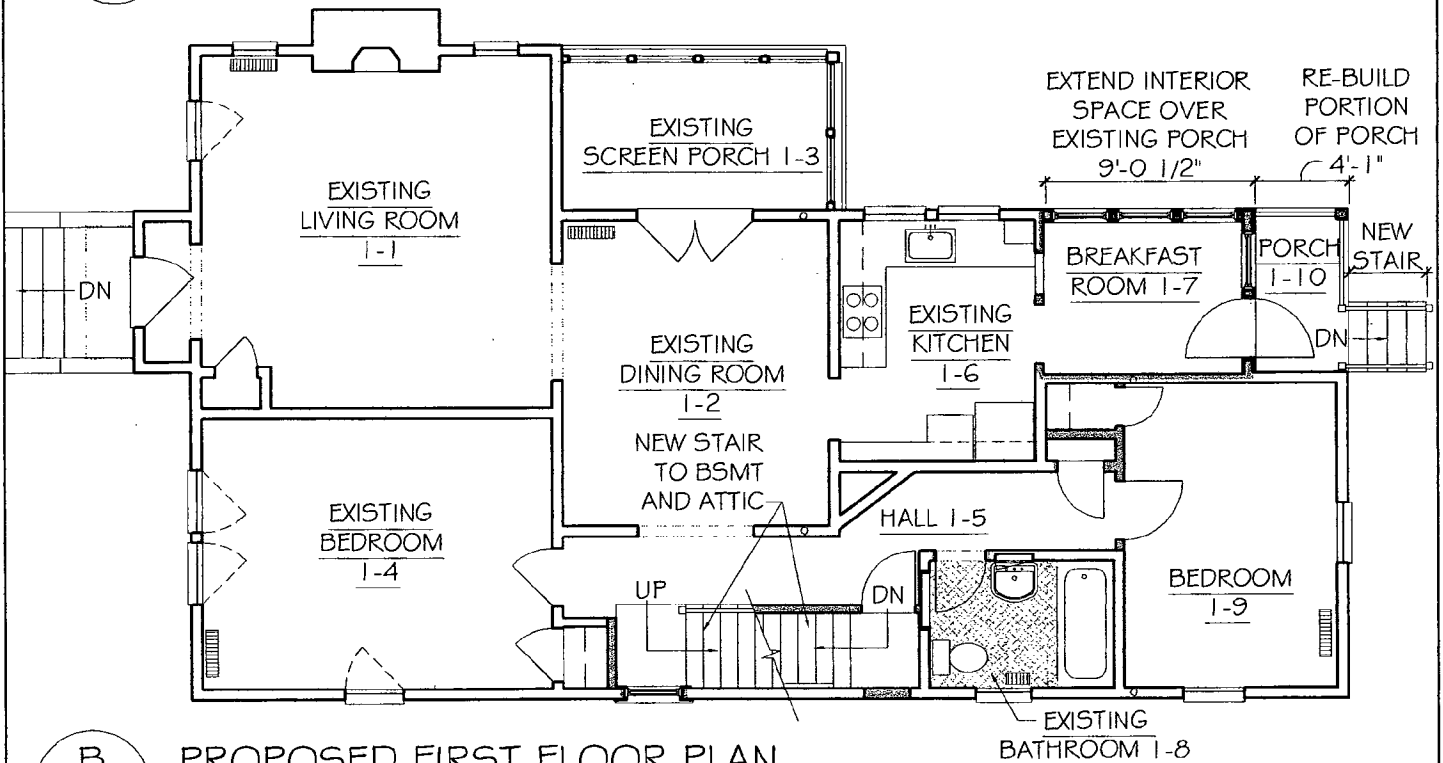 EXTEND INTERIOR
SPACE OVER
EXISTING PORCH
9'-0 1/2"
RE-BUILD
PORTION
OF PORCH
4'-1"
EXISTING
SCREEN PORCH 1-3
EXISTING
LIVING ROOM
1-1
DN
BREAKFAST
ROOM 1-7
PORCH
1-10
NEW
STAIR
DN
EXISTING
KITCHEN
1-6
EXISTING
DINING ROOM
1-2
NEW STAIR
TO BSMT
AND ATTIC
EXISTING
BEDROOM
1-4
HALL 1-5
UP
DN
BEDROOM
1-9
EXISTING
BATHROOM 1-8
B
PROPOSED FIRST FLOOR PLAN